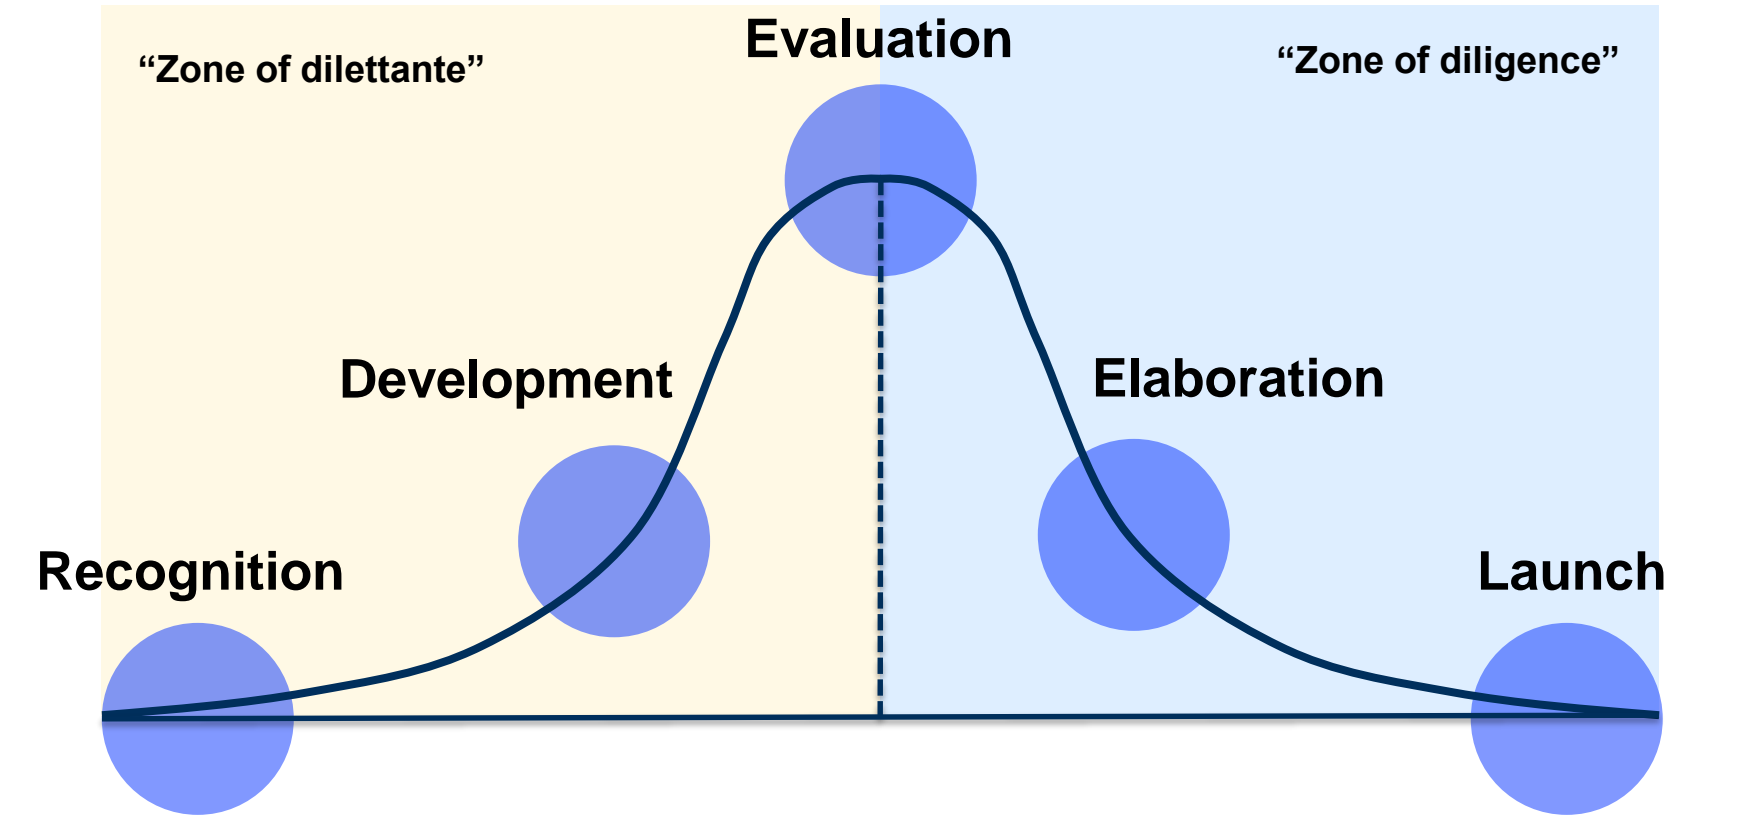 Evaluation
“Zone of dilettante”
“Zone of diligence”
Development
Elaboration
Recognition
Launch